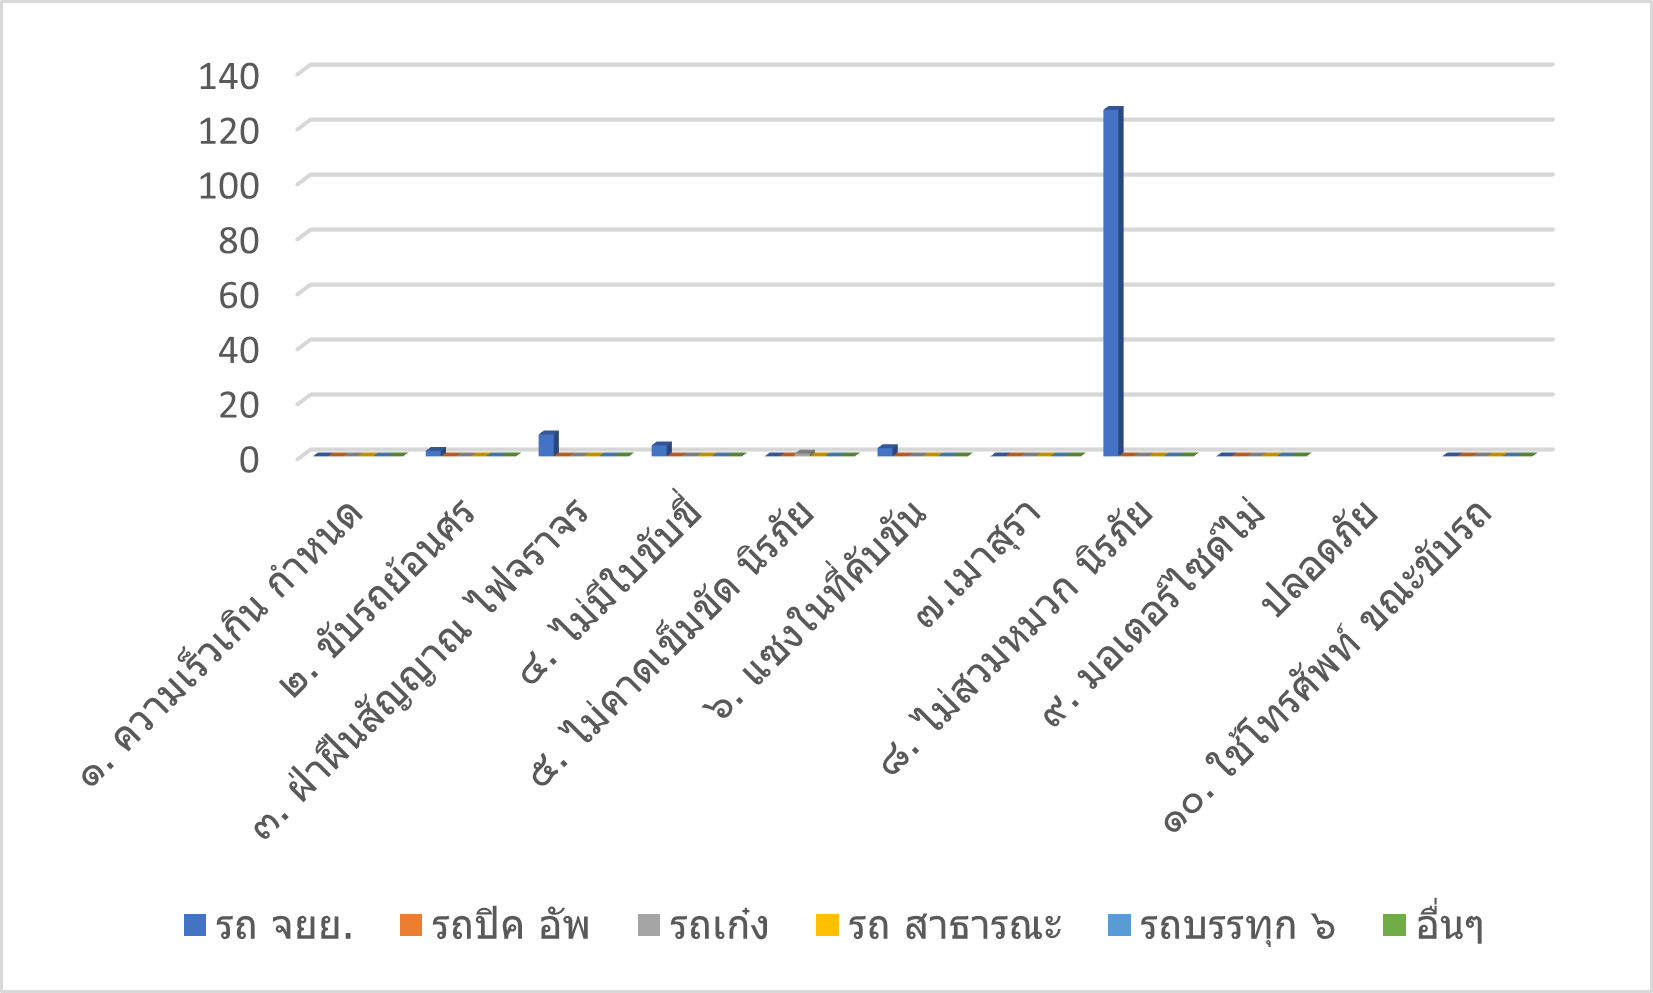 140
120
100
80
60
40
20
0
๑. ความเร็วเกิน กำหนด
๒. ขับรถย้อนศร
๓. ฝ่าฝืนสัญญาณ ไฟจราจร
๔. ไม่มีใบขับขี่
๕. ไม่คาดเข็มขัด นิรภัย
๖. แซงในที่คับขัน
๗.เมาสุรา
๘. ไม่สวมหมวก นิรภัย
๙. มอเตอร์ไซด์ไม่
ปลอดภัย
๑๐. ใช้โทรศัพท์ ขณะขับรถ
รถ จยย. รถปิค อัพ รถเก๋ง รถ สาธารณะ รถบรรทุก ๖ อื่นๆ